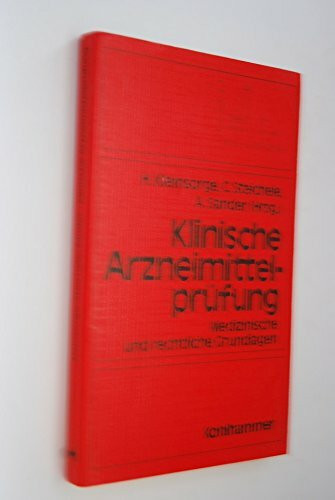 H. Kleinsorge, C. Steichele,
A. Sander (Hrsg.)
Klinische
Arzneimittel-
prüfung
Medizinische
und rechtliche Grundlagen
Kohlhammer